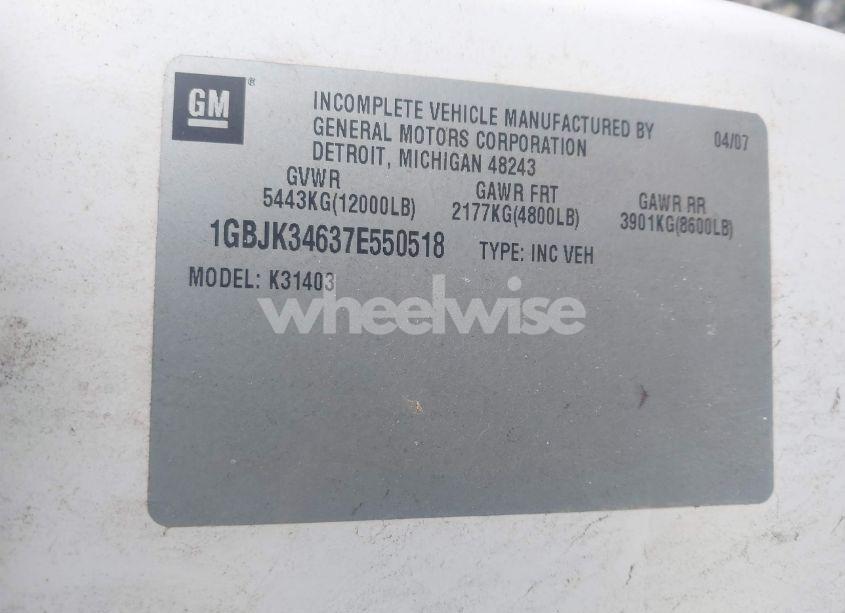 GM ®
INCOMPLETE VEHICLE MANUFACTURED BY
GENERAL MOTORS CORPORATION
DETROIT, MICHIGAN 48243
04/07
GVWR
5443KG(12000LB)
GAWR FRT
2177KG(4800LB)
GAWR RR
3901KG(8600LB)
1GBJK34637E550518 TYPE: INC VEH
MODEL: K31403
wheelwise